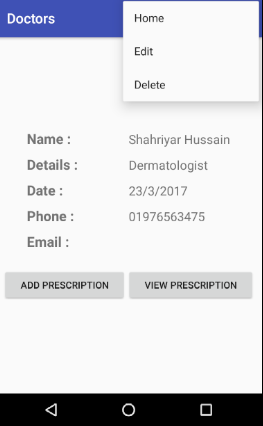 Doctors
Home
Edit
Delete
Name : Shahriyar Hussain
Details : Dermatologist
Date : 23/3/2017
Phone : 01976563475
Email :
ADD PRESCRIPTION VIEW PRESCRIPTION